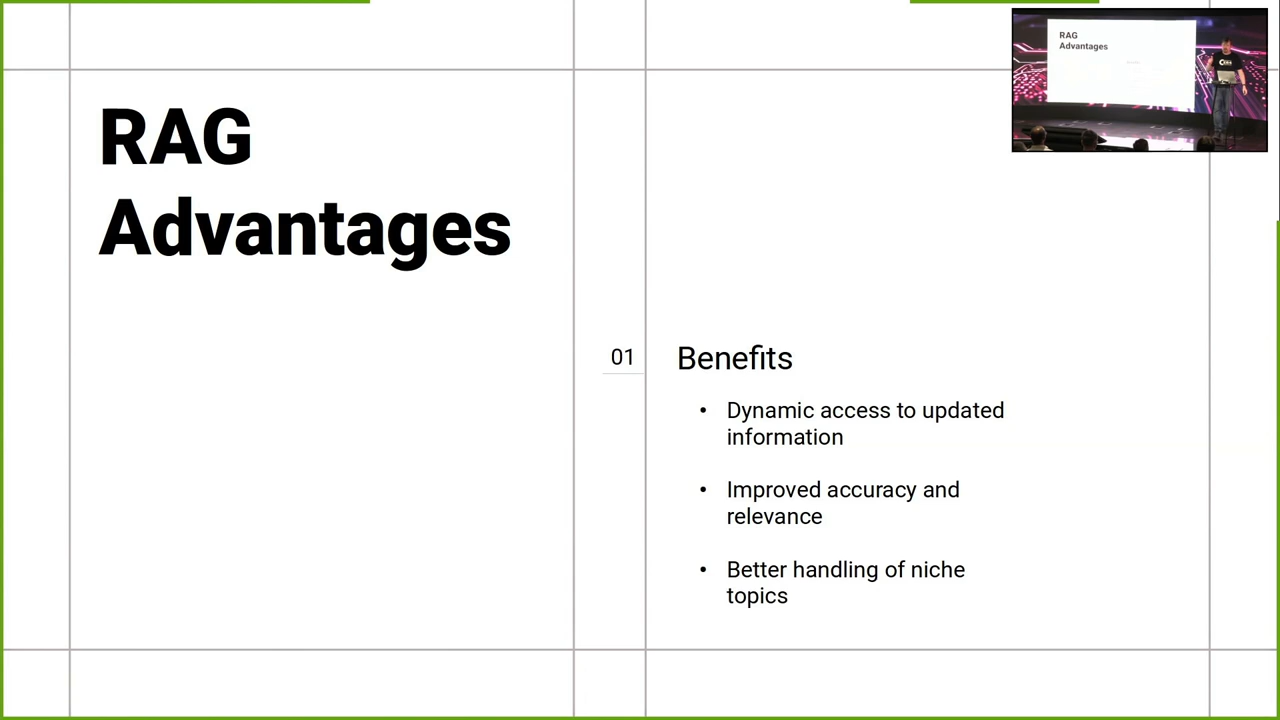 RAG
Advantages
RAG
Advantages
01
Benefits
• Dynamic access to updated
information
• Improved accuracy and
relevance
• Better handling of niche
topics